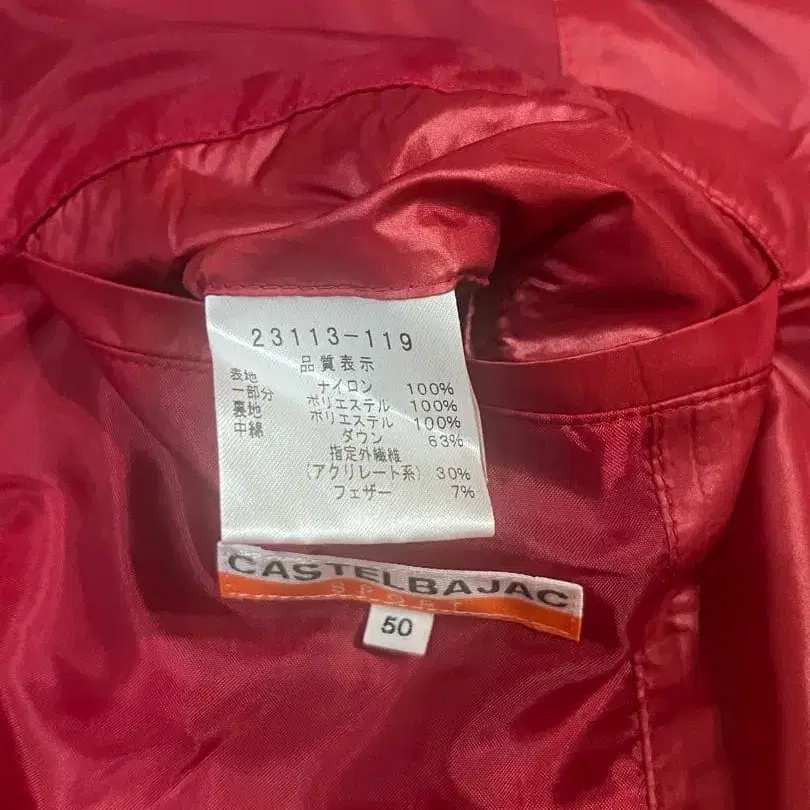 23113-119
品質表示
表地 ナイロン 100%
一部分 ポリエステル 100%
裏地 ポリエステル 100%
中綿 ダウン 63%
指定外繊維
(アクリレート系) 30%
フェザー 7%
CASTELBAJAC
SPORT
50